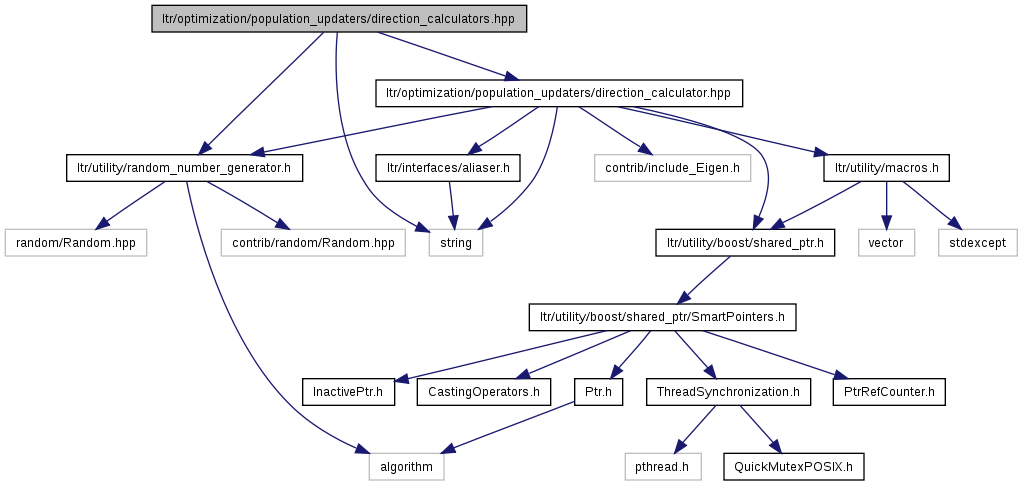 ltr/optimization/population_updaters/direction_calculators.hpp
ltr/optimization/population_updaters/direction_calculator.hpp
ltr/utility/random_number_generator.h
ltr/interfaces/aliaser.h
contrib/include_Eigen.h
ltr/utility/macros.h
random/Random.hpp
contrib/random/Random.hpp
string
ltr/utility/boost/shared_ptr.h
vector
stdexcept
ltr/utility/boost/shared_ptr/SmartPointers.h
InactivePtr.h
CastingOperators.h
Ptr.h
ThreadSynchronization.h
PtrRefCounter.h
algorithm
pthread.h
QuickMutexPOSIX.h